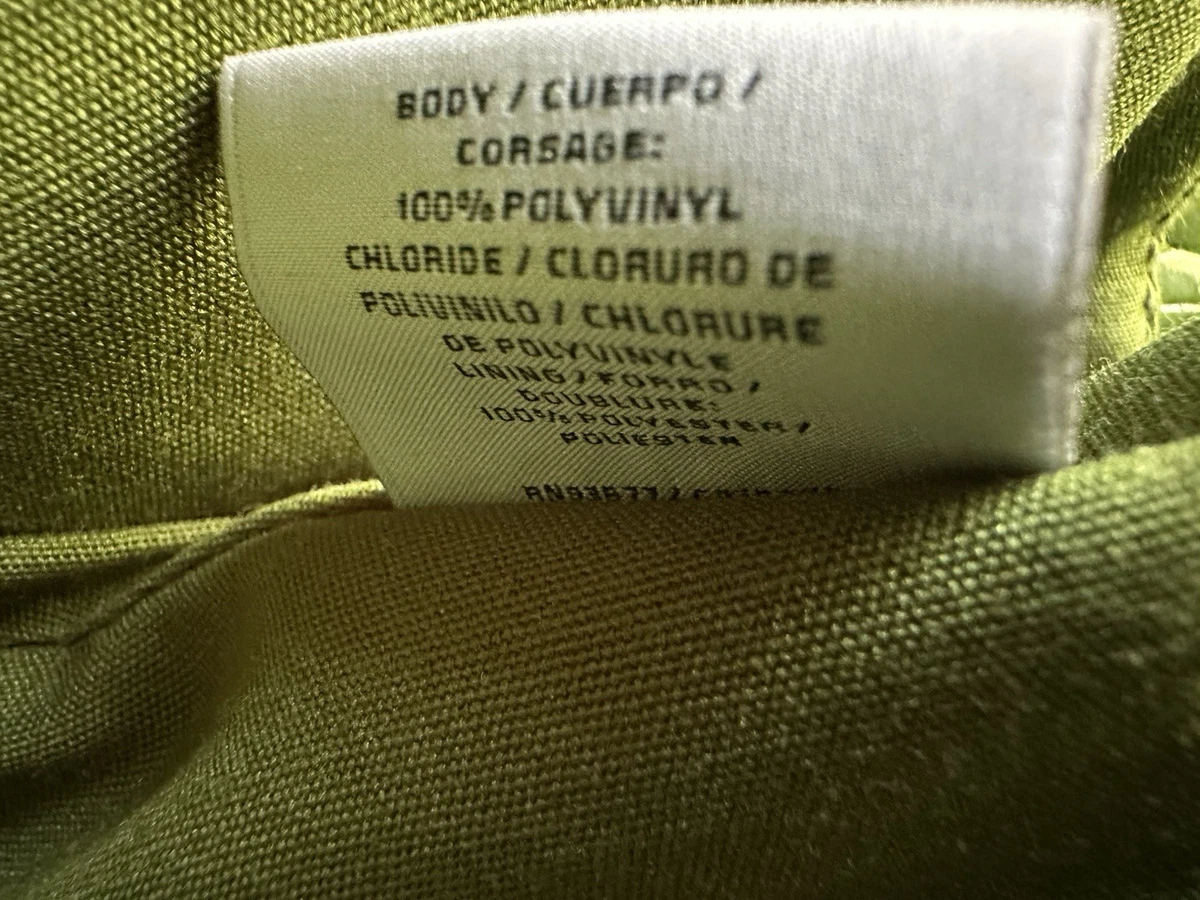 BODY / CUERPO /
CORSAGE:
100% POLYVINYL
CHLORIDE / CLORURO DE
POLIVINILO / CHLORURE
DE POLYVINYLE
LINING / FORRO /
DOUBLURE:
100% POLYESTER /
POLIESTER